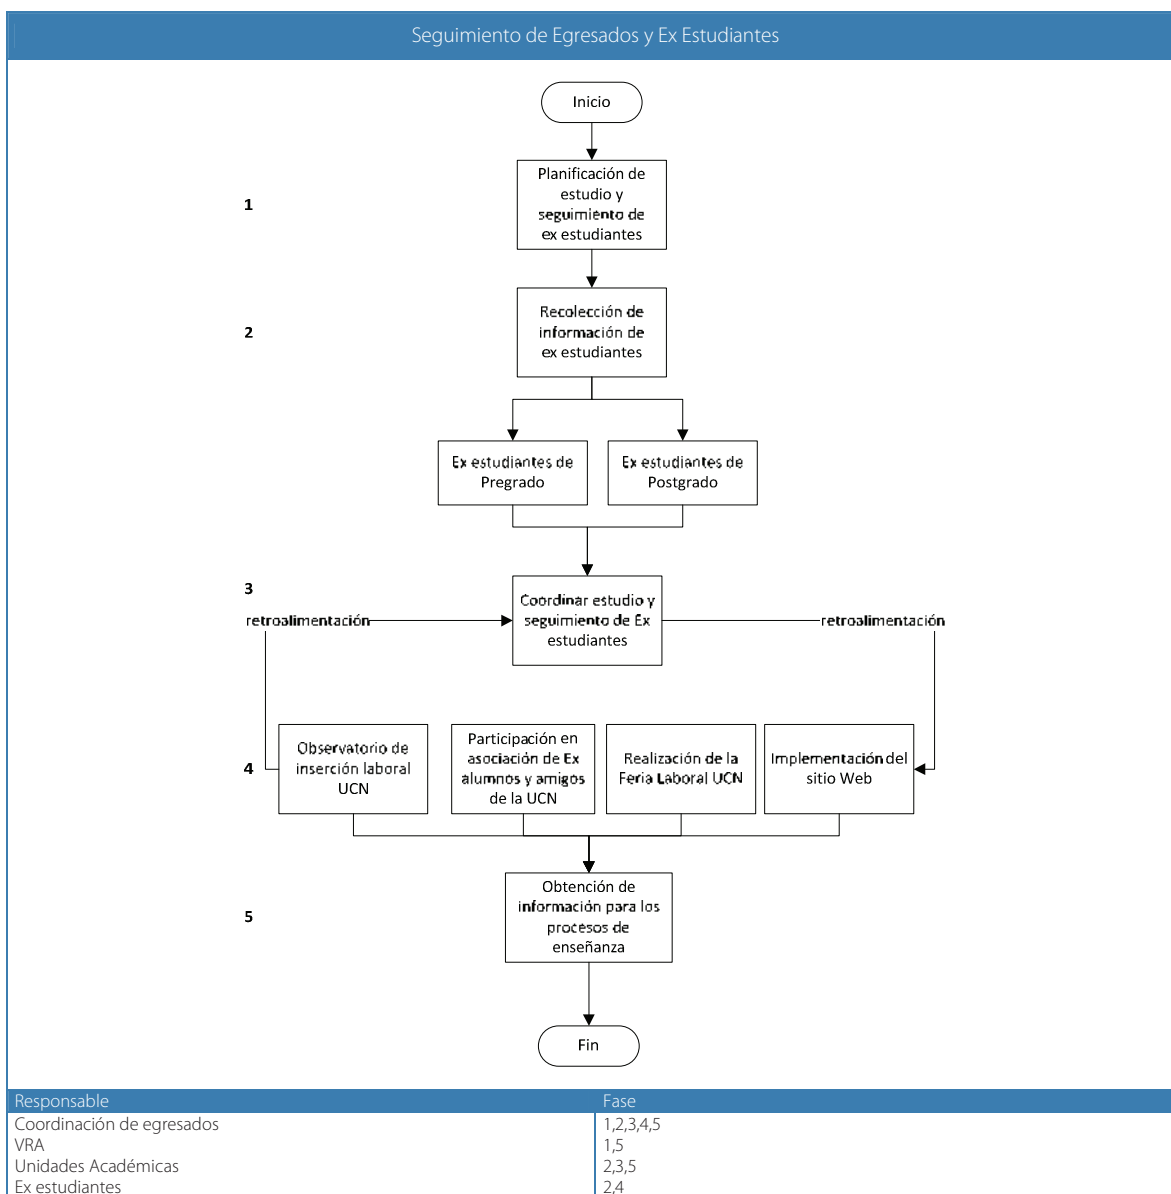 Seguimiento de Egresados y Ex Estudiantes
Inicio
1
Planificación de
estudio y
seguimiento de
ex estudiantes
2
Recolección de
información de
ex estudiantes
Ex estudiantes de
Pregrado
Ex estudiantes de
Postgrado
3
retroalimentación
Coordinar estudio y
seguimiento de Ex
estudiantes
retroalimentación
4
Observatorio de
inserción laboral
UCN
Participación en
asociación de Ex
alumnos y amigos
de la UCN
Realización de la
Feria Laboral UCN
Implementación del
sitio Web
5
Obtención de
información para los
procesos de
enseñanza
Fin
Responsable Fase
Coordinación de egresados 1,2,3,4,5
VRA 1,5
Unidades Académicas 2,3,5
Ex estudiantes 2,4